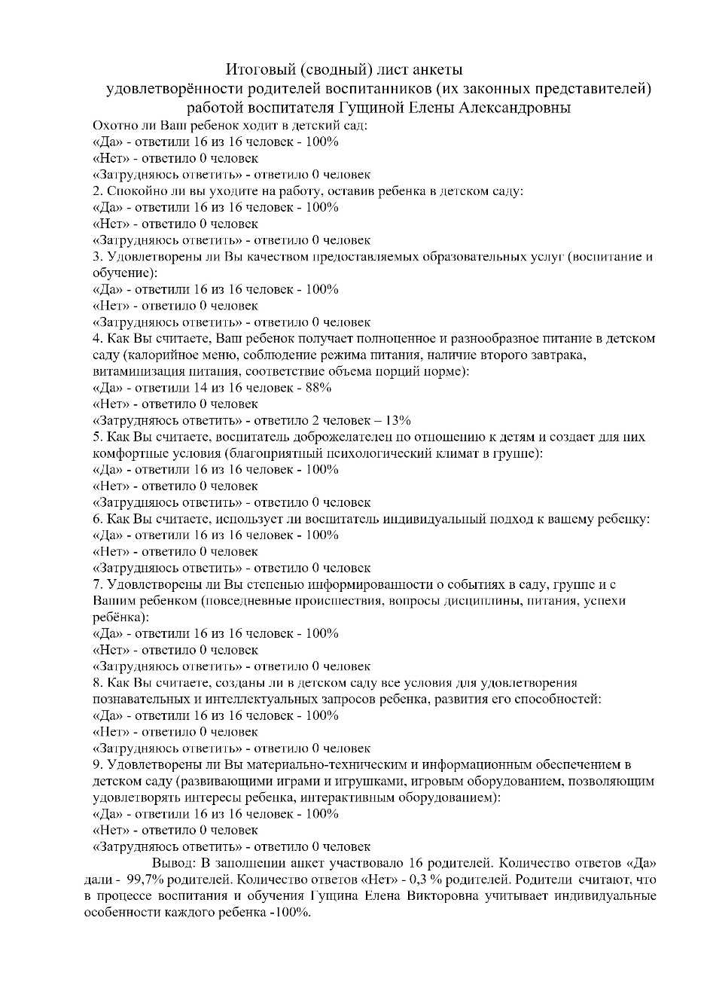 Итоговый (сводный) лист анкеты
удовлетворённости родителей воспитанников (их законных представителей)
работой воспитателя Гущиной Елены Александровны
Охотно ли Ваш ребенок ходит в детский сад:
«Да» - ответили 16 из 16 человек - 100%
«Нет» - ответило 0 человек
«Затрудняюсь ответить» - ответило 0 человек
2. Спокойно ли вы уходите на работу, оставив ребенка в детском саду:
«Да» - ответили 16 из 16 человек - 100%
«Нет» - ответило 0 человек
«Затрудняюсь ответить» - ответило 0 человек
3. Удовлетворены ли Вы качеством предоставляемых образовательных услуг (воспитание и
обучение):
«Да» - ответили 16 из 16 человек - 100%
«Нет» - ответило 0 человек
«Затрудняюсь ответить» - ответило 0 человек
4. Как Вы считаете, Ваш ребенок получает полноценное и разнообразное питание в детском
саду (калорийное меню, соблюдение режима питания, наличие второго завтрака,
витаминизация питания, соответствие объема порций норме):
«Да» - ответили 14 из 16 человек - 88%
«Нет» - ответило 0 человек
«Затрудняюсь ответить» - ответило 2 человек – 13%
5. Как Вы считаете, воспитатель доброжелателен по отношению к детям и создает для них
комфортные условия (благоприятный психологический климат в группе):
«Да» - ответили 16 из 16 человек - 100%
«Нет» - ответило 0 человек
«Затрудняюсь ответить» - ответило 0 человек
6. Как Вы считаете, использует ли воспитатель индивидуальный подход к вашему ребенку:
«Да» - ответили 16 из 16 человек - 100%
«Нет» - ответило 0 человек
«Затрудняюсь ответить» - ответило 0 человек
7. Удовлетворены ли Вы степенью информированности о событиях в саду, группе и с
Вашим ребенком (повседневные происшествия, вопросы дисциплины, питания, успехи
ребёнка):
«Да» - ответили 16 из 16 человек - 100%
«Нет» - ответило 0 человек
«Затрудняюсь ответить» - ответило 0 человек
8. Как Вы считаете, созданы ли в детском саду все условия для удовлетворения
познавательных и интеллектуальных запросов ребенка, развития его способностей:
«Да» - ответили 16 из 16 человек - 100%
«Нет» - ответило 0 человек
«Затрудняюсь ответить» - ответило 0 человек
9. Удовлетворены ли Вы материально-техническим и информационным обеспечением в
детском саду (развивающими играми и игрушками, игровым оборудованием, позволяющим
удовлетворять интересы ребенка, интерактивным оборудованием):
«Да» - ответили 16 из 16 человек - 100%
«Нет» - ответило 0 человек
«Затрудняюсь ответить» - ответило 0 человек
Вывод: В заполнении анкет участвовало 16 родителей. Количество ответов «Да»
дали - 99,7% родителей. Количество ответов «Нет» - 0,3 % родителей. Родители считают, что
в процессе воспитания и обучения Гущина Елена Викторовна учитывает индивидуальные
особенности каждого ребенка -100%.